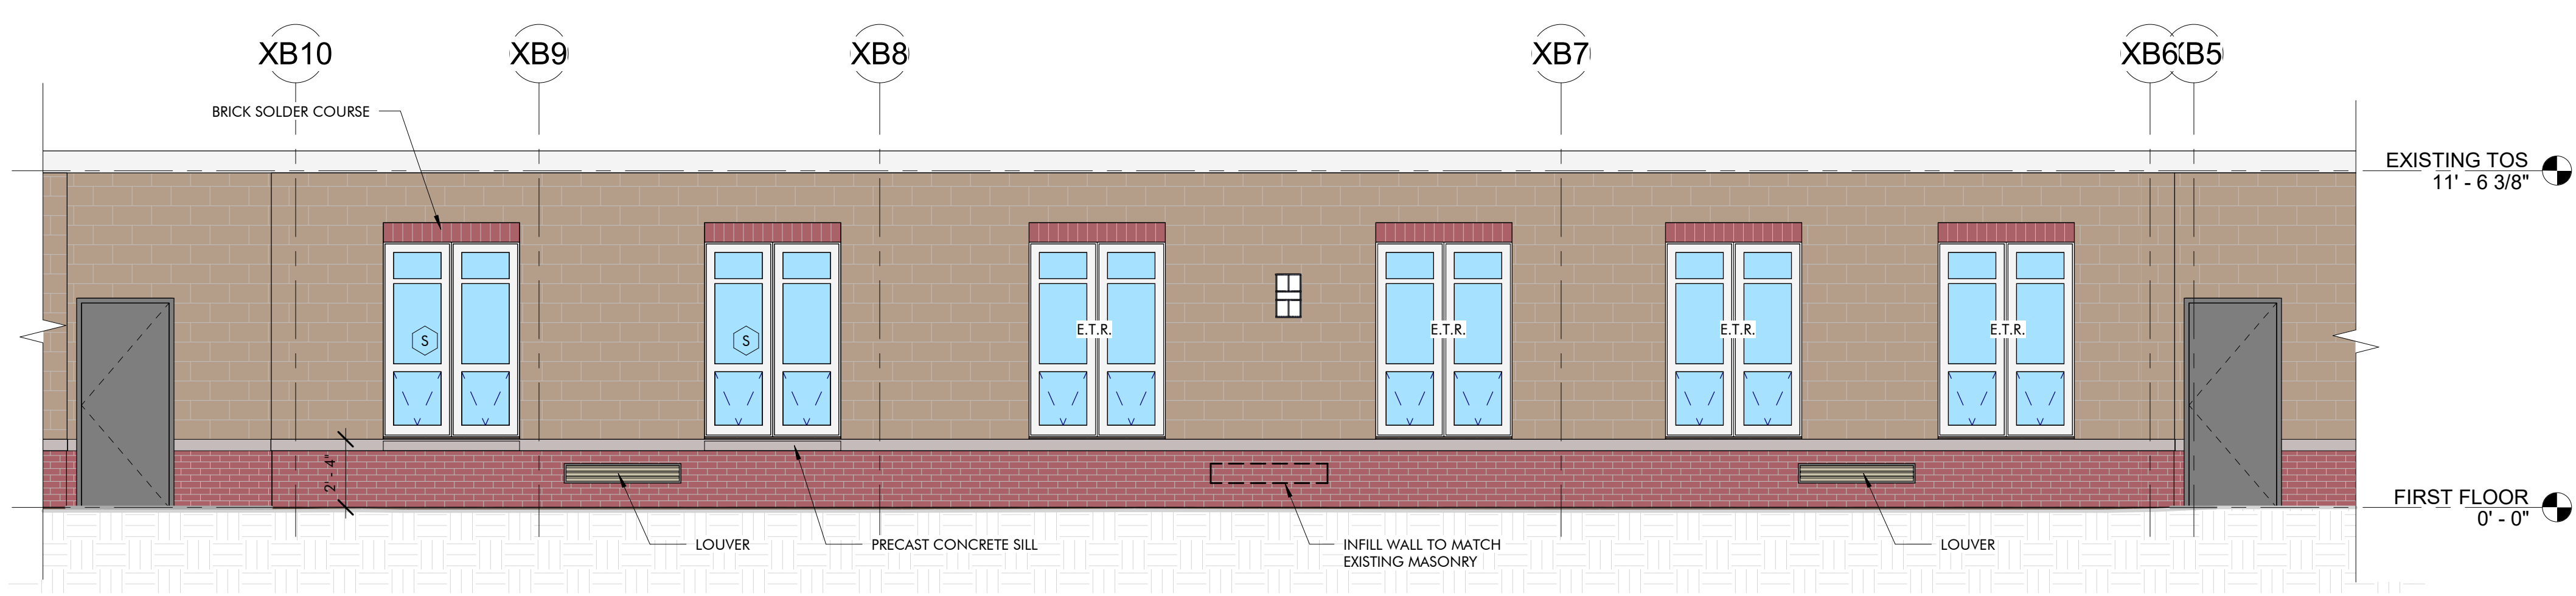 XB10
XB9
XB8
XB7
XB6
XB5
BRICK SOLDER COURSE
EXISTING TOS
11' - 6 3/8"
S
S
E.T.R.
E.T.R.
E.T.R.
E.T.R.
2' - 4"
FIRST FLOOR
0' - 0"
LOUVER
PRECAST CONCRETE SILL
INFILL WALL TO MATCH
EXISTING MASONRY
LOUVER